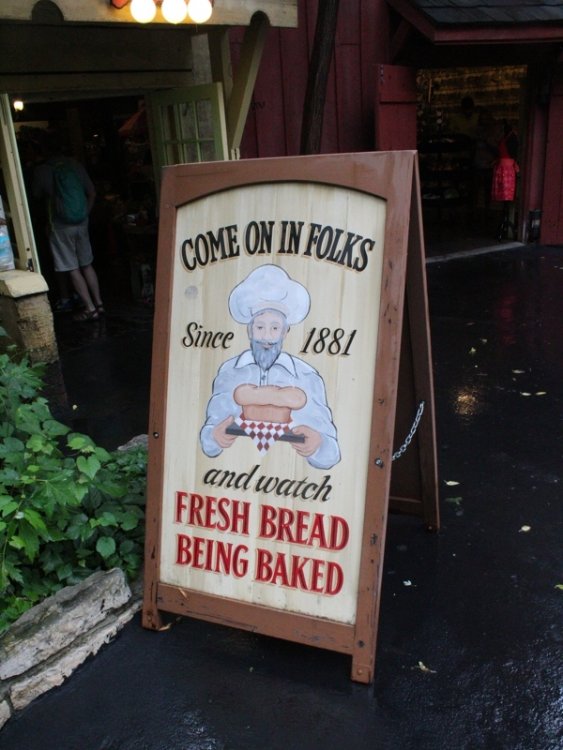 COME ON IN FOLKS
Since 1881
and watch
FRESH BREAD
BEING BAKED